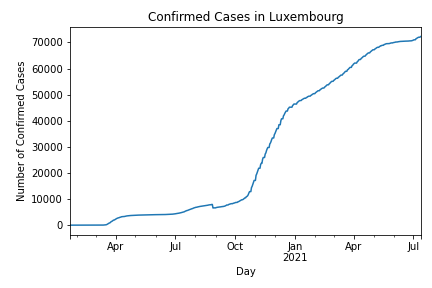 Confirmed Cases in Luxembourg
Number of Confirmed Cases
70000
60000
50000
40000
30000
20000
10000
0
Apr Jul Oct Jan Apr Jul
2021
Day